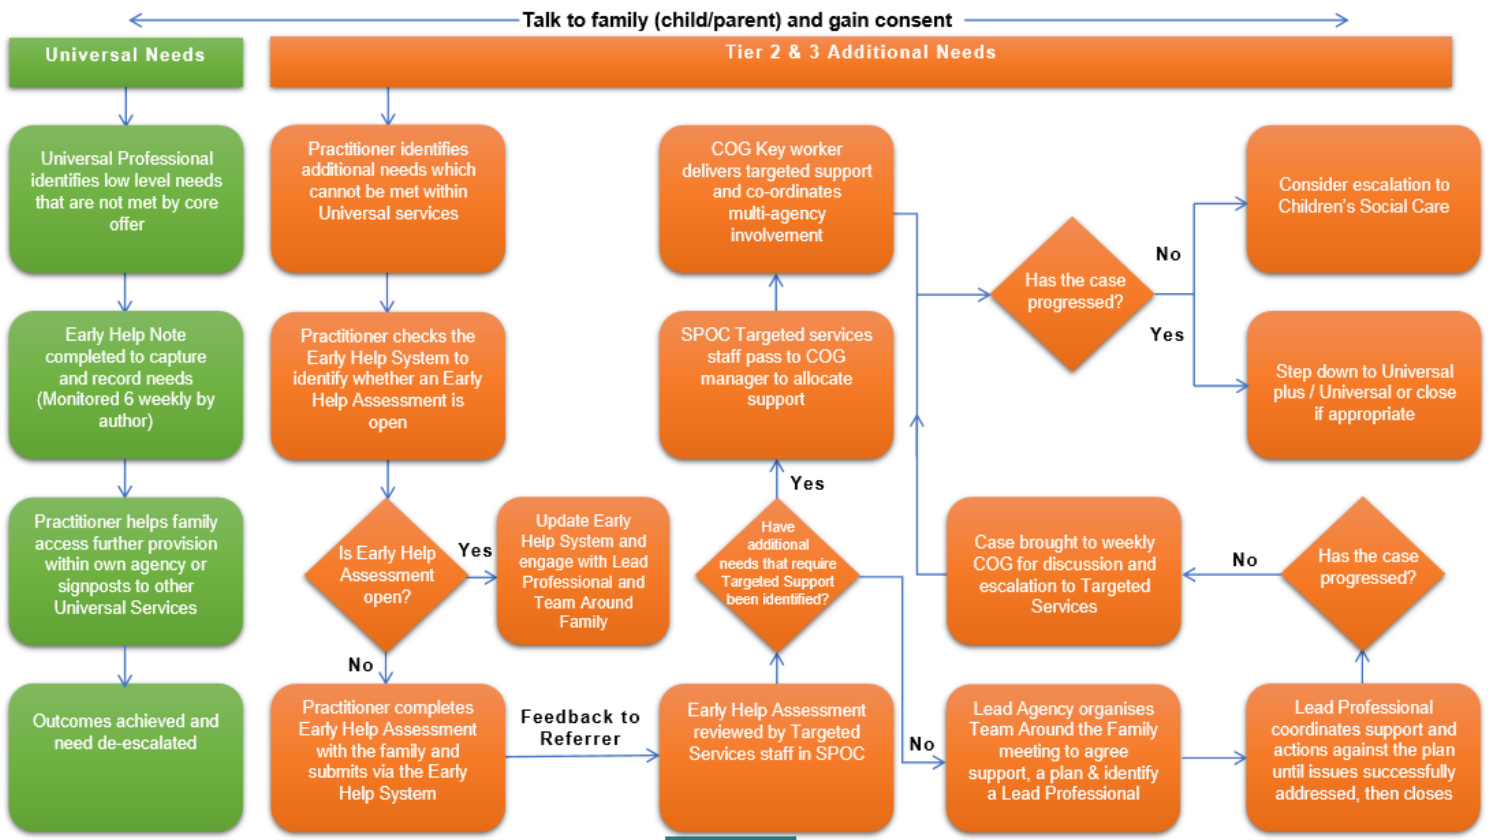 Talk to family (child/parent) and gain consent
Universal Needs
Tier 2 & 3 Additional Needs
Universal Professional
identifies low level needs
that are not met by core
offer
Early Help Note
completed to capture
and record needs
(Monitored 6 weekly by
author)
Practitioner helps family
access further provision
within own agency or
signposts to other
Universal Services
Outcomes achieved and
need de-escalated
Practitioner identifies
additional needs which
cannot be met within
Universal services
Practitioner checks the
Early Help System to
identify whether an Early
Help Assessment is
open
Is Early Help
Assessment
open?
Yes
Update Early
Help System and
engage with Lead
Professional and
Team Around
Family
No
Practitioner completes
Early Help Assessment
with the family and
submits via the Early
Help System
Feedback to
Referrer
Early Help Assessment
reviewed by Targeted
Services staff in SPOC
Have
additional
needs that require
Targeted Support
been identified?
Yes
SPOC Targeted services
staff pass to COG
manager to allocate
support
COG Key worker
delivers targeted support
and co-ordinates
multi-agency
involvement
No
Lead Agency organises
Team Around the Family
meeting to agree
support, a plan & identify
a Lead Professional
Lead Professional
coordinates support and
actions against the plan
until issues successfully
addressed, then closes
Has the case
progressed?
No
Case brought to weekly
COG for discussion and
escalation to Targeted
Services
Has the case
progressed?
No
Consider escalation to
Children's Social Care
Yes
Step down to Universal
plus / Universal or close
if appropriate